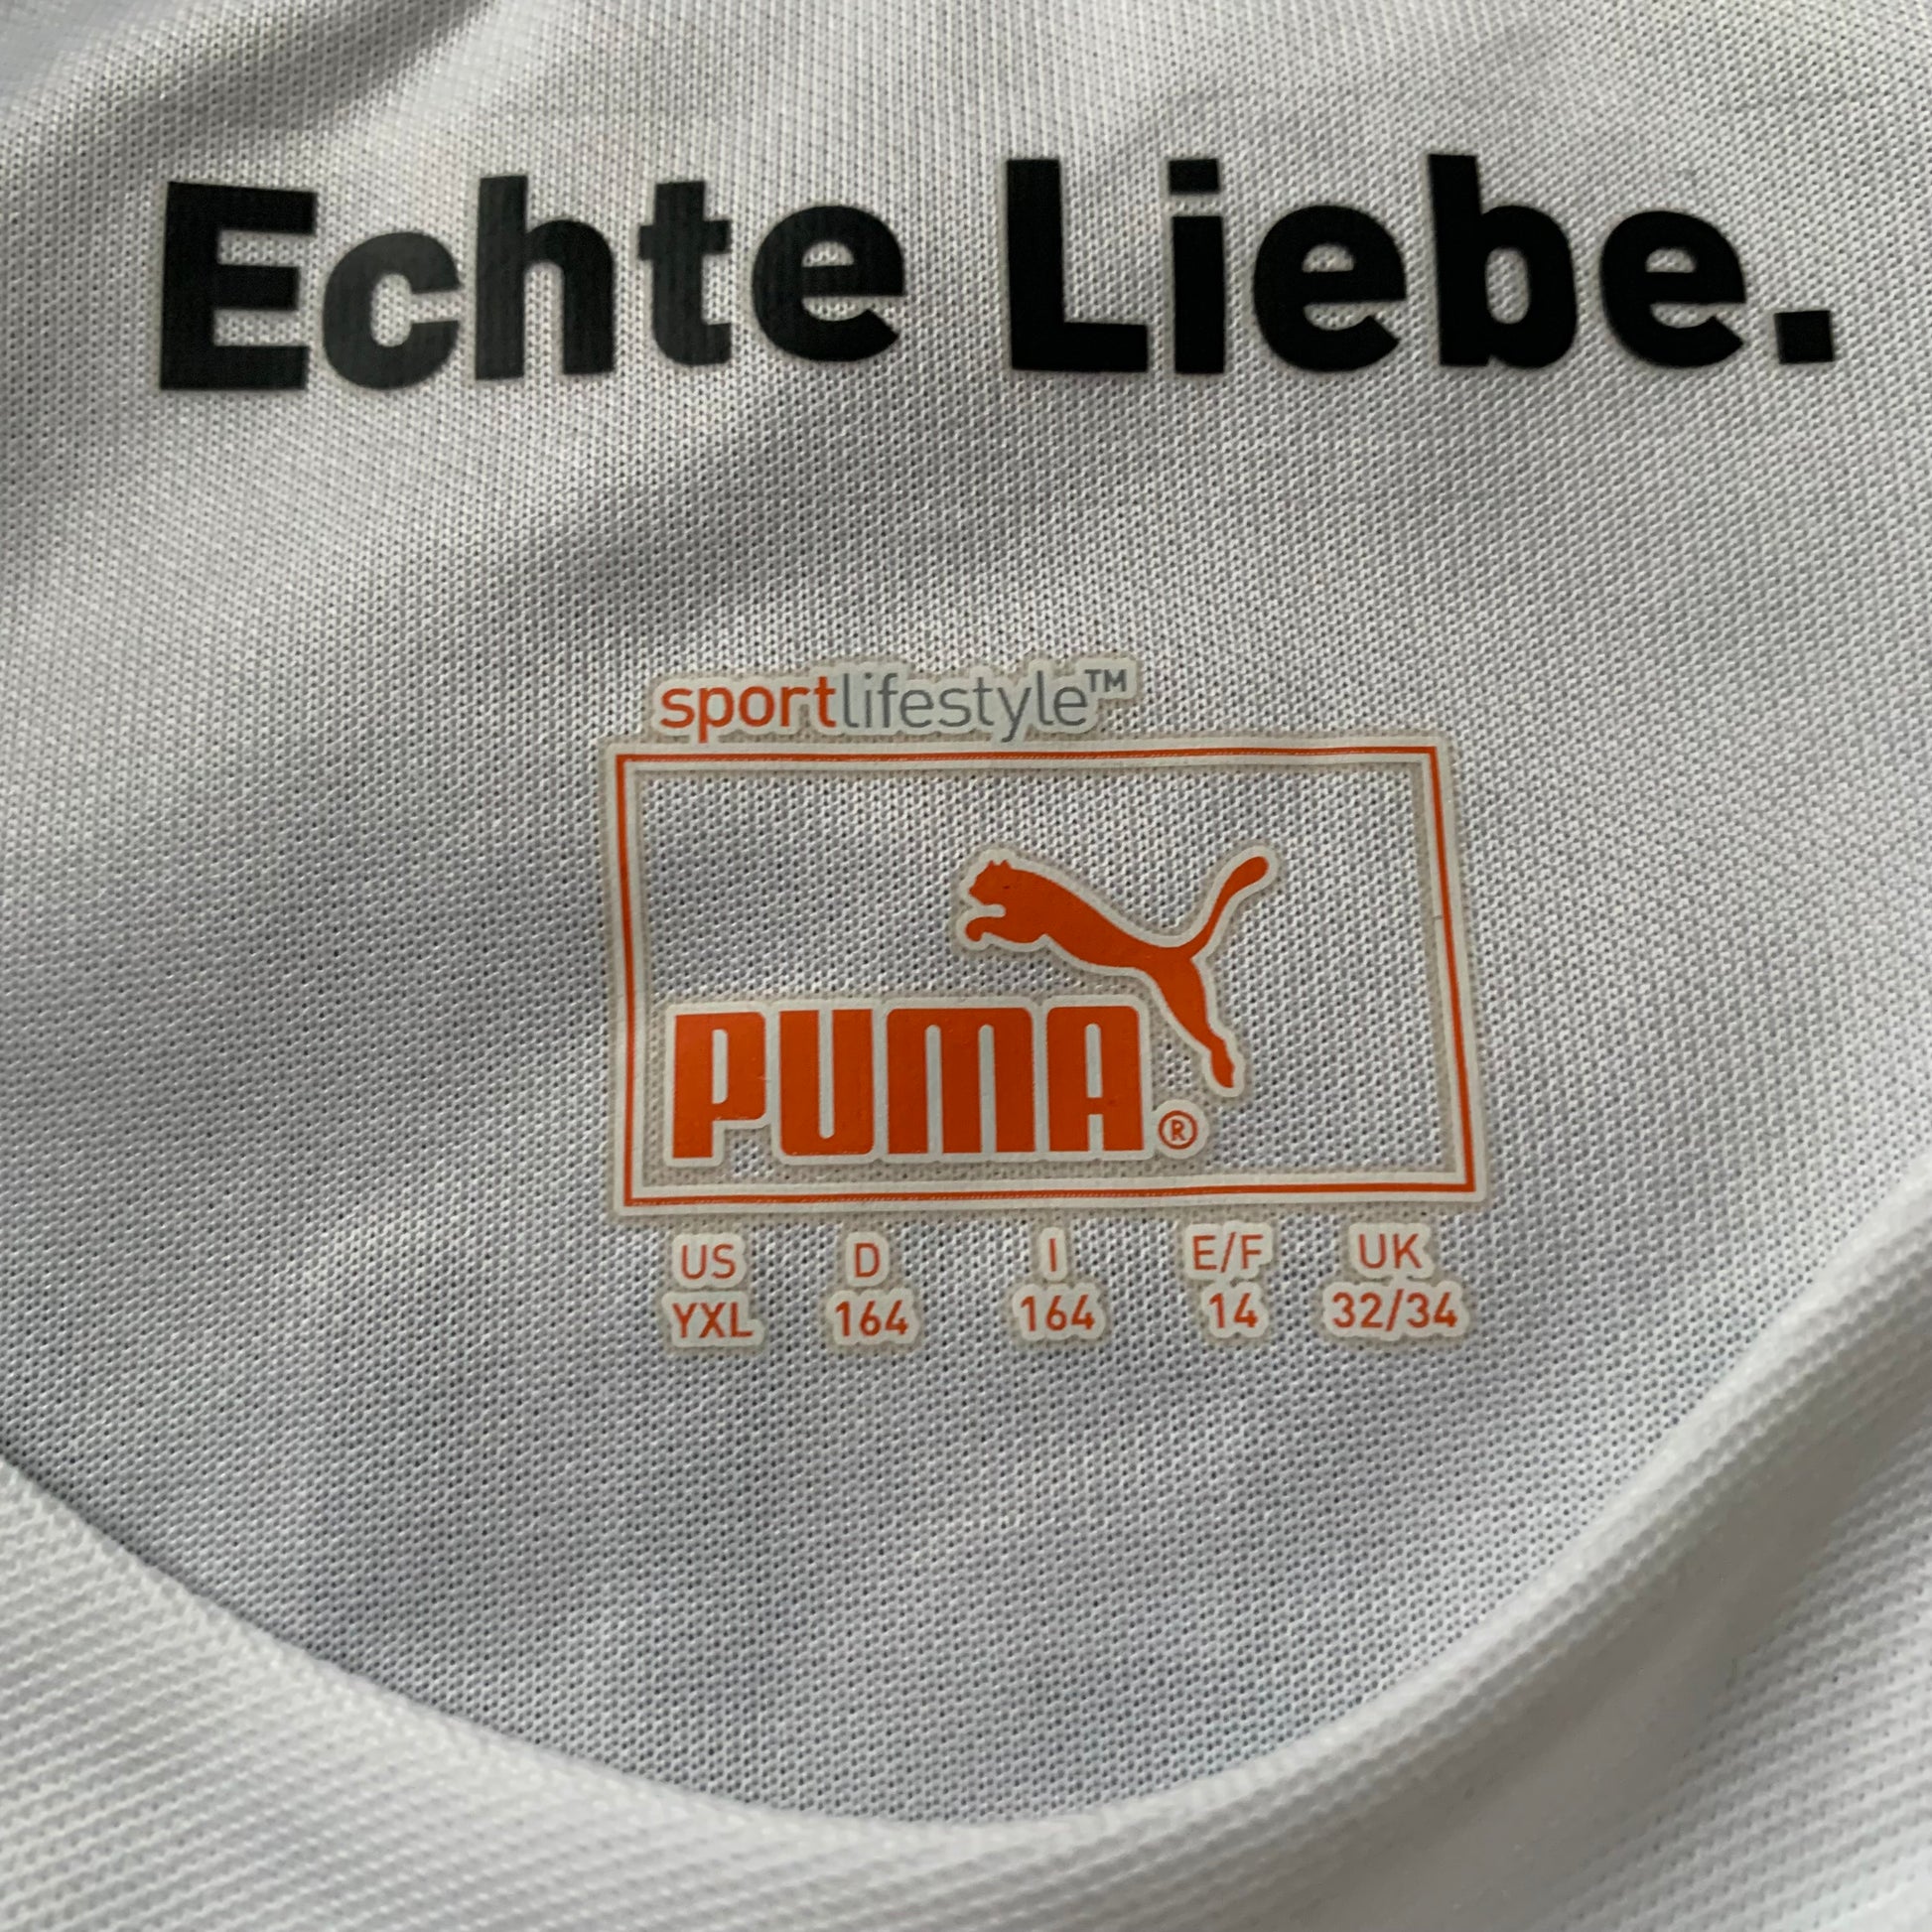 Echte Liebe.
sportlifestyle™
PUMA®
US D I E/F UK
YXL 164 164 14 32/34